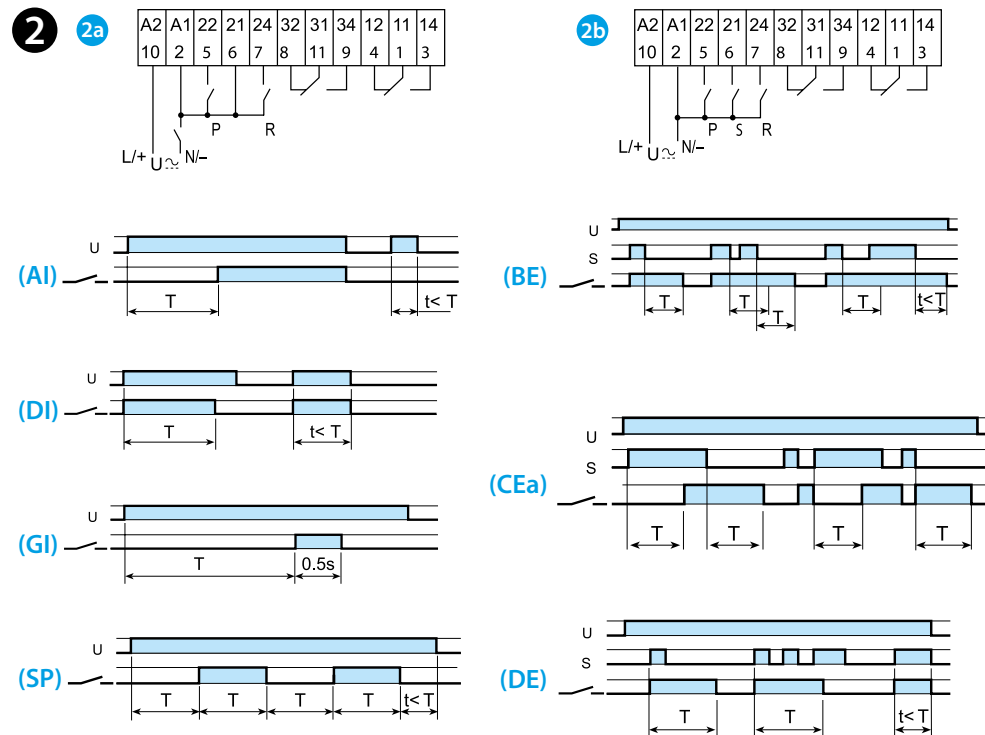 2
2a
A2 A1 22 21 24 32 31 34 12 11 14
10 2 5 6 7 8 11 9 4 1 3
P R
L/+ U N/–
2b
A2 A1 22 21 24 32 31 34 12 11 14
10 2 5 6 7 8 11 9 4 1 3
P S R
L/+ U N/–
U
(AI)
T t< T
U
(DI)
T t< T
U
(GI)
T 0.5s
U
(SP)
T T T T t< T
U
S
(BE)
T T T t< T
T
U
S
(CEa)
T T T T
U
S
(DE)
T T t< T